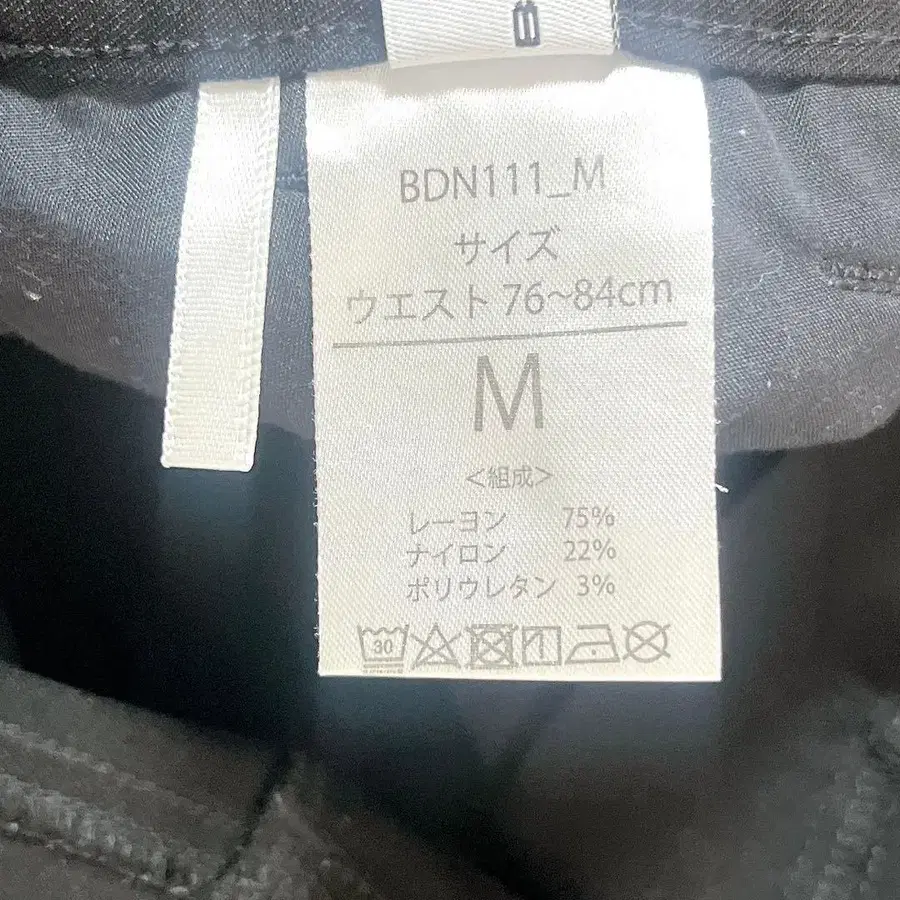 BDN111_M
サイズ
ウエスト 76~84cm
M
<組成>
レーヨン 75%
ナイロン 22%
ポリウレタン 3%
30